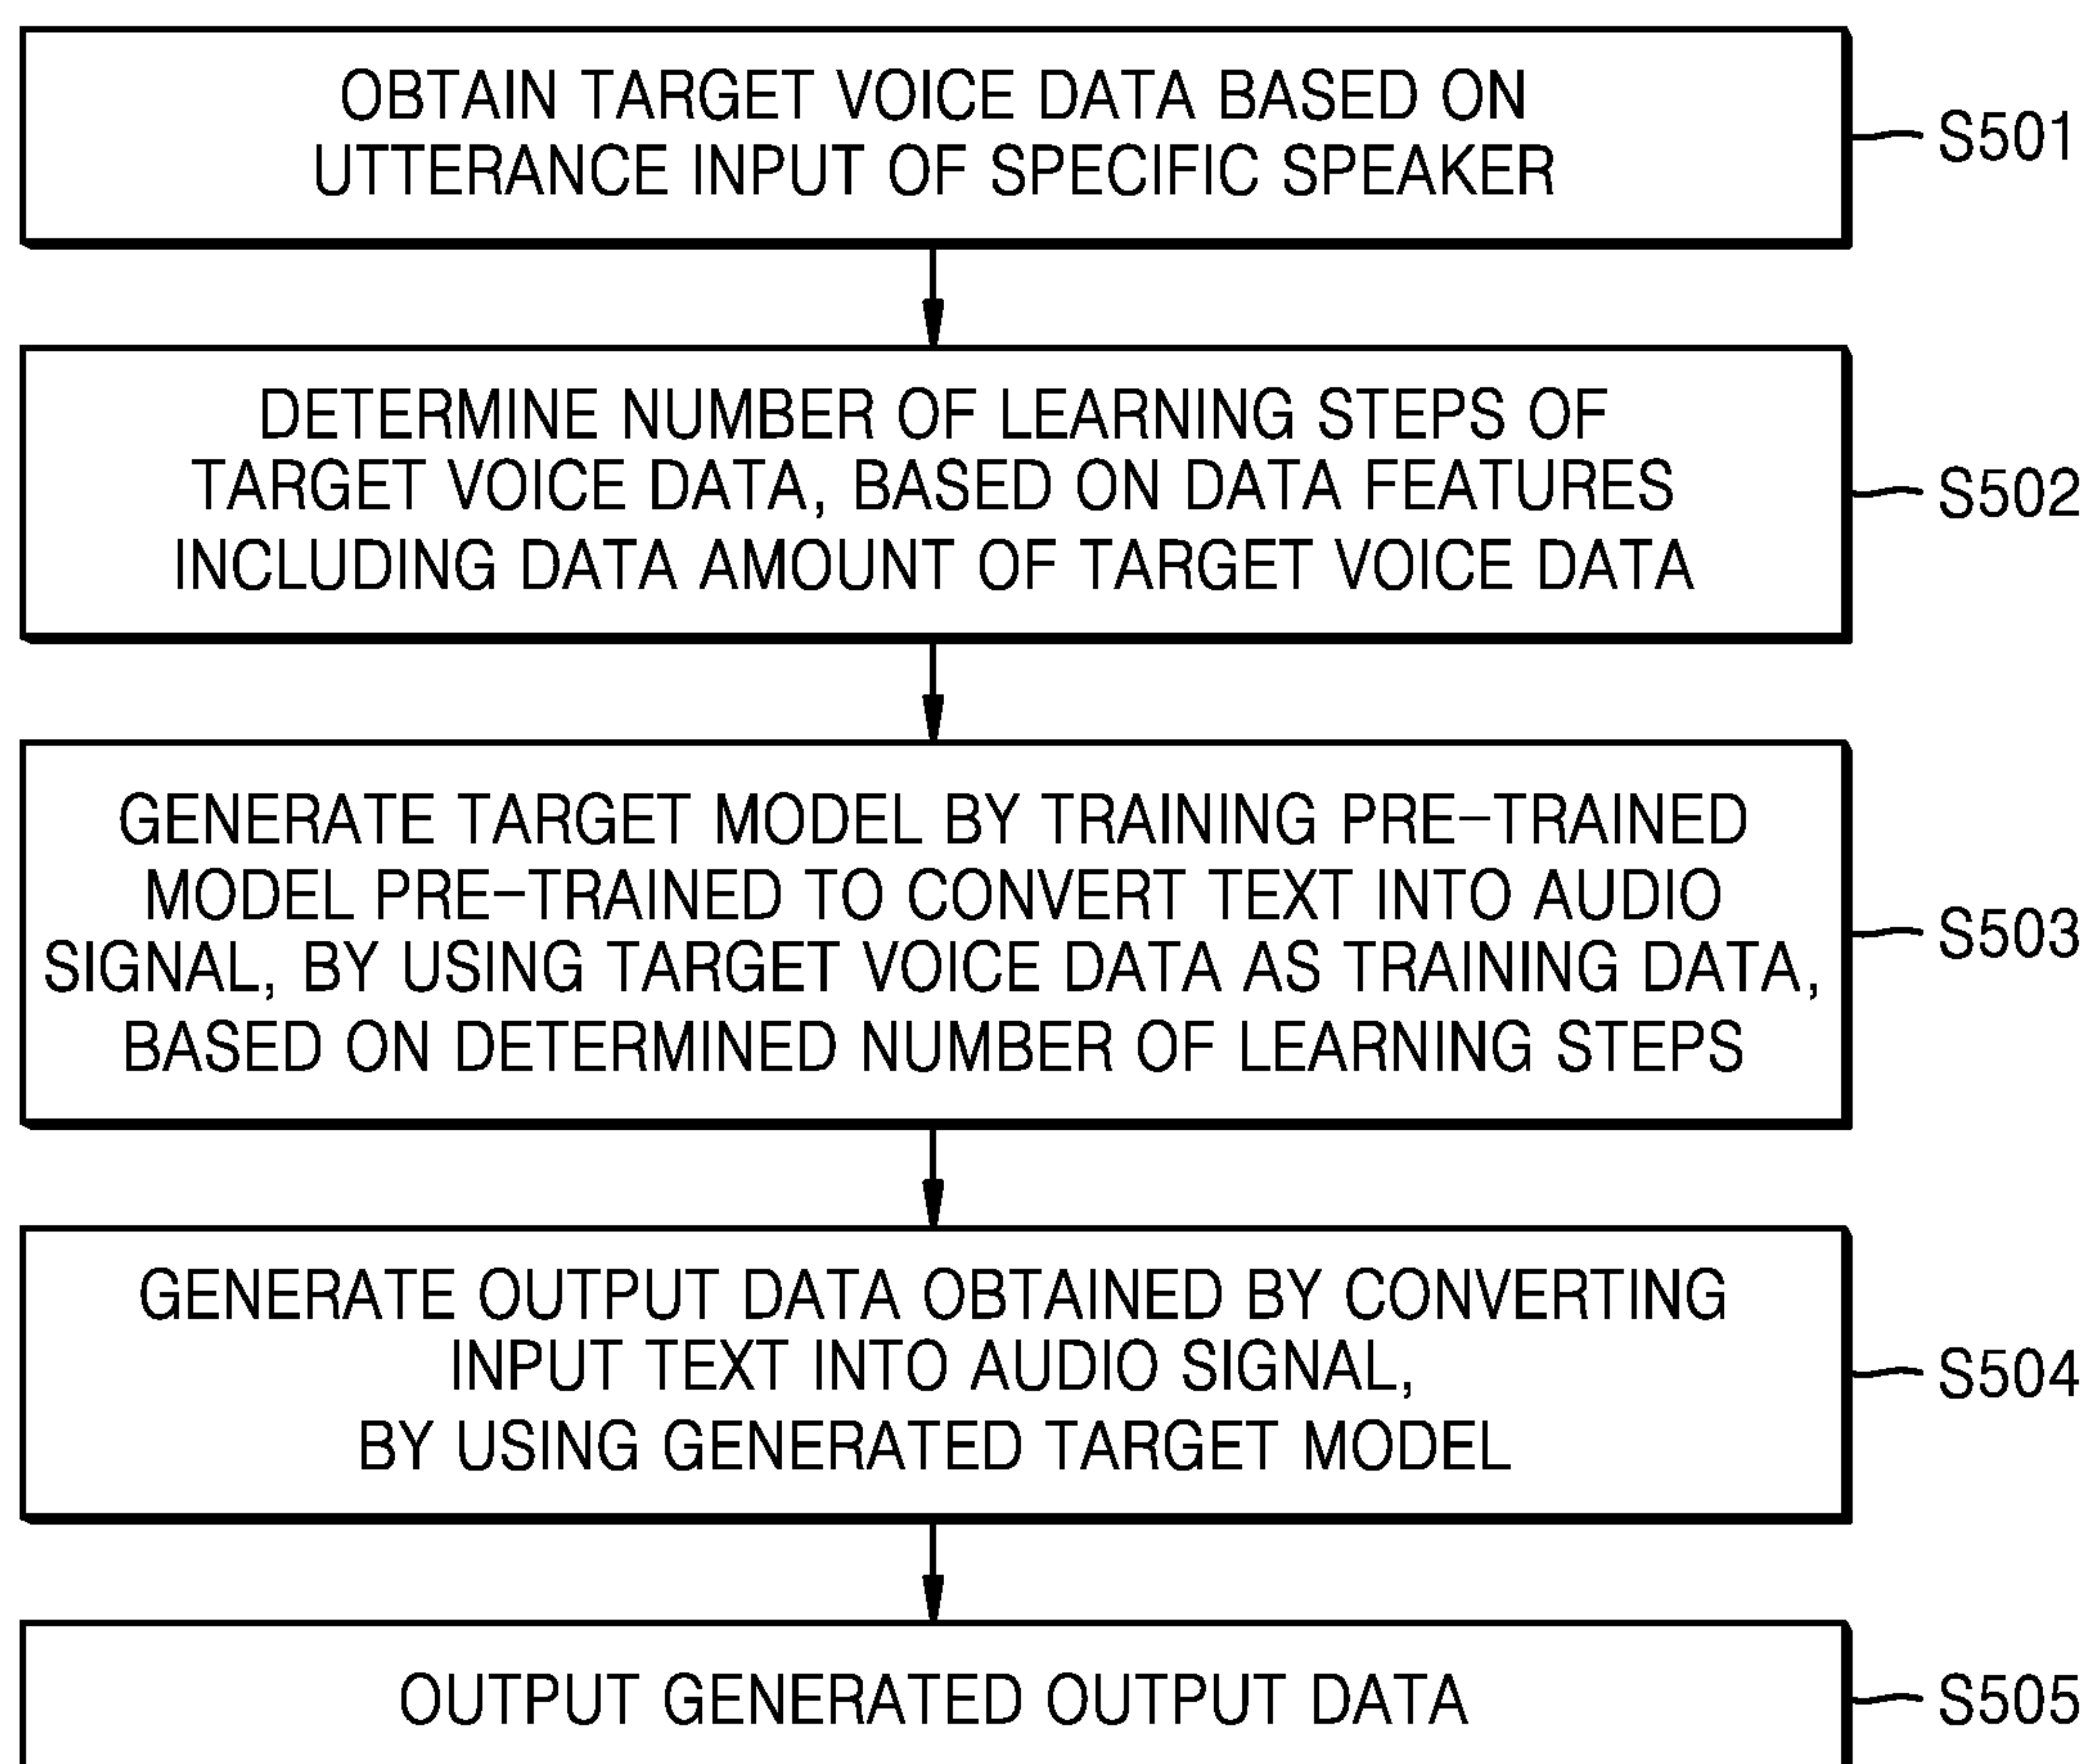 OBTAIN TARGET VOICE DATA BASED ON
UTTERANCE INPUT OF SPECIFIC SPEAKER
S501
DETERMINE NUMBER OF LEARNING STEPS OF
TARGET VOICE DATA, BASED ON DATA FEATURES
INCLUDING DATA AMOUNT OF TARGET VOICE DATA
S502
GENERATE TARGET MODEL BY TRAINING PRE-TRAINED
MODEL PRE-TRAINED TO CONVERT TEXT INTO AUDIO
SIGNAL, BY USING TARGET VOICE DATA AS TRAINING DATA,
BASED ON DETERMINED NUMBER OF LEARNING STEPS
S503
GENERATE OUTPUT DATA OBTAINED BY CONVERTING
INPUT TEXT INTO AUDIO SIGNAL,
BY USING GENERATED TARGET MODEL
S504
OUTPUT GENERATED OUTPUT DATA
S505